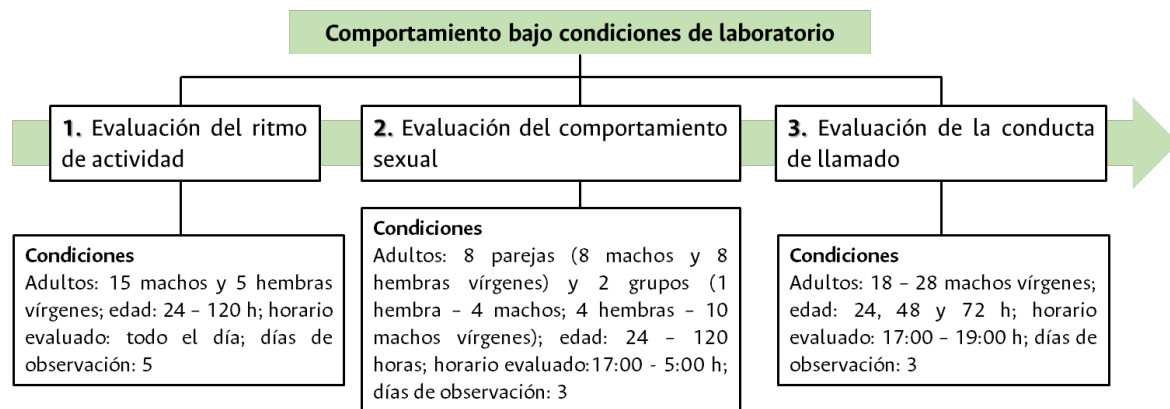 Comportamiento bajo condiciones de laboratorio
1. Evaluación del ritmo
de actividad
2. Evaluación del comportamiento
sexual
3. Evaluación de la conducta
de llamado
Condiciones
Adultos: 15 machos y 5 hembras
vírgenes; edad: 24 – 120 h; horario
evaluado: todo el día; días de
observación: 5
Condiciones
Adultos: 8 parejas (8 machos y 8
hembras vírgenes) y 2 grupos (1
hembra – 4 machos; 4 hembras – 10
machos vírgenes); edad: 24 – 120
horas; horario evaluado:17:00 - 5:00 h;
días de observación: 3
Condiciones
Adultos: 18 – 28 machos vírgenes;
edad: 24, 48 y 72 h; horario
evaluado: 17:00 – 19:00 h; días de
observación: 3